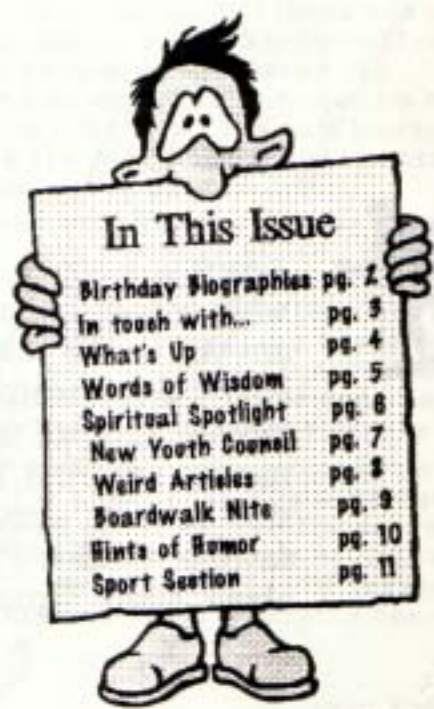 In This Issue
Birthday Biographies pg. 2
In touch with... pg. 3
What's Up pg. 4
Words of Wisdom pg. 5
Spiritual Spotlight pg. 6
New Youth Council pg. 7
Weird Articles pg. 8
Boardwalk Nite pg. 9
Hints of Humor pg. 10
Sport Section pg. 11